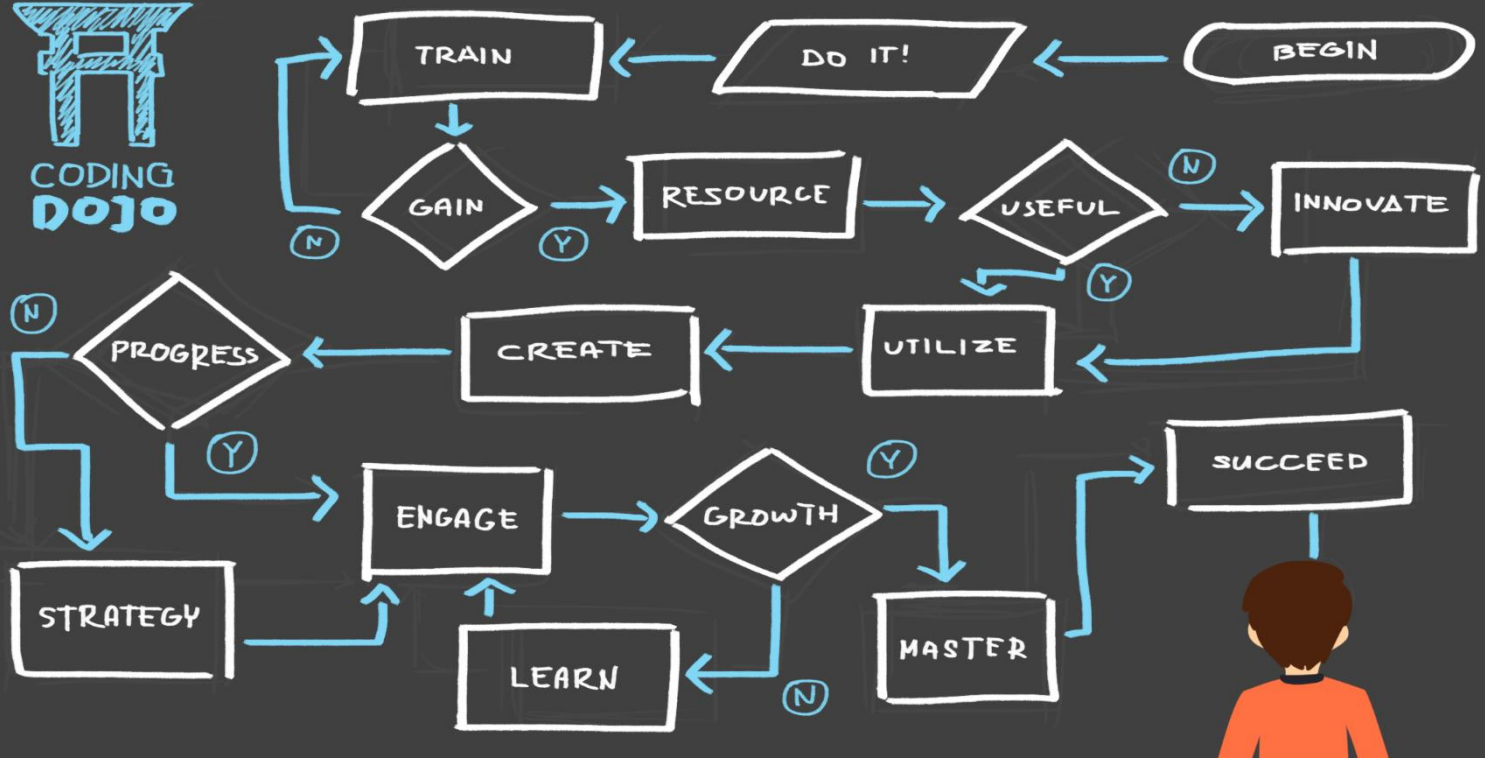 CODING
DOJO
BEGIN
DO IT!
TRAIN
GAIN
N
Y
RESOURCE
USEFUL
N
Y
INNOVATE
UTILIZE
CREATE
PROGRESS
N
Y
STRATEGY
ENGAGE
GROWTH
Y
N
LEARN
MASTER
SUCCEED